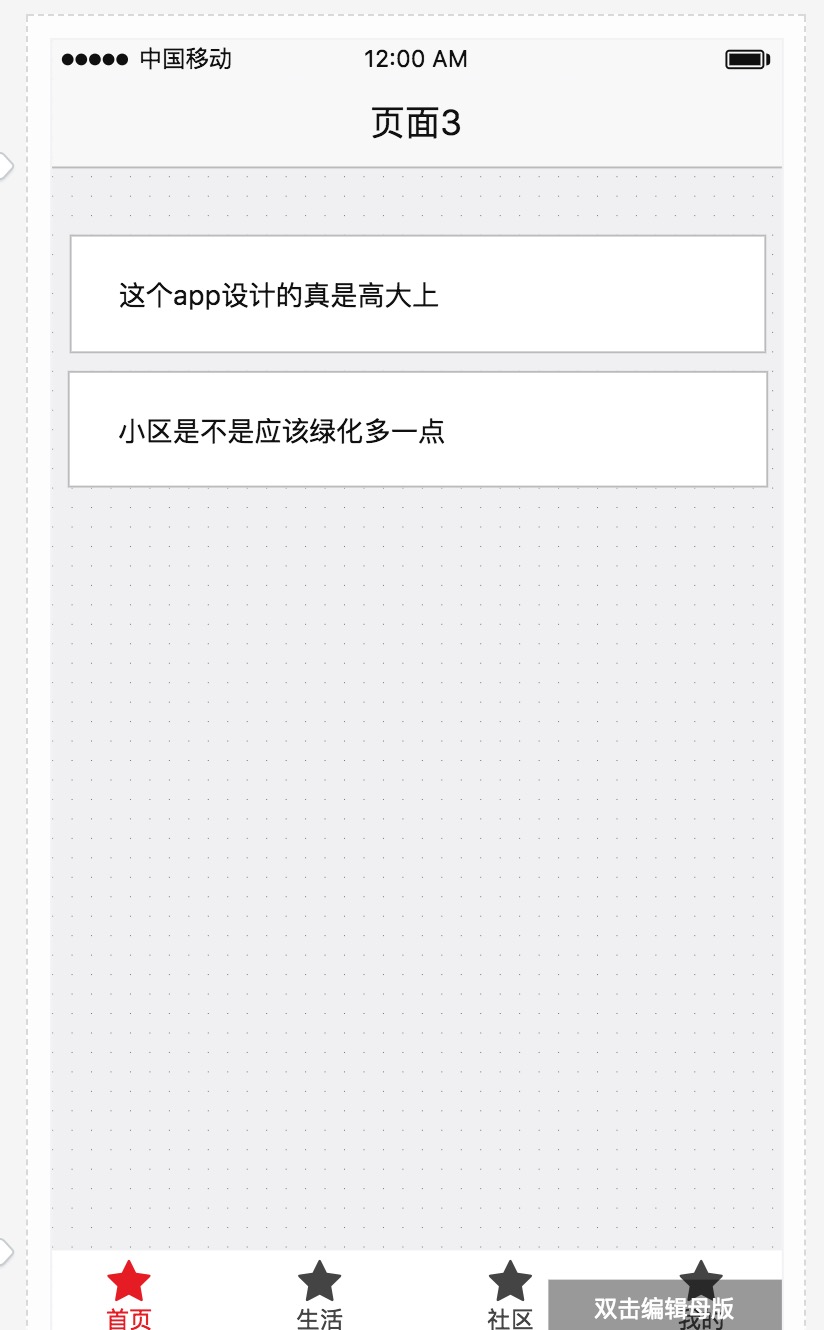 中国移动 12:00 AM
页面3
这个app设计的真是高大上
小区是不是应该绿化多一点
首页 生活 社区 我的
双击编辑母版